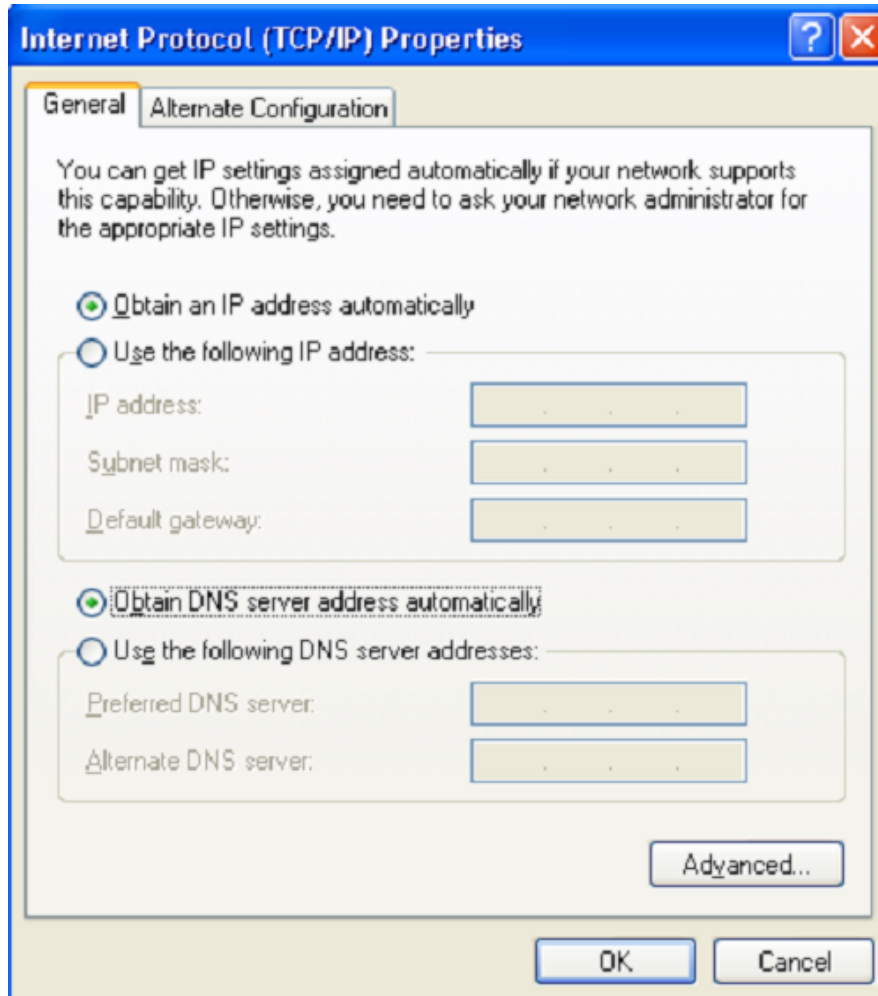 Internet Protocol (TCP/IP) Properties
General
Alternate Configuration
You can get IP settings assigned automatically if your network supports
this capability. Otherwise, you need to ask your network administrator for
the appropriate IP settings.
Obtain an IP address automatically
Use the following IP address:
IP address:
Subnet mask:
Default gateway:
Obtain DNS server address automatically
Use the following DNS server addresses:
Preferred DNS server:
Alternate DNS server:
Advanced...
OK
Cancel